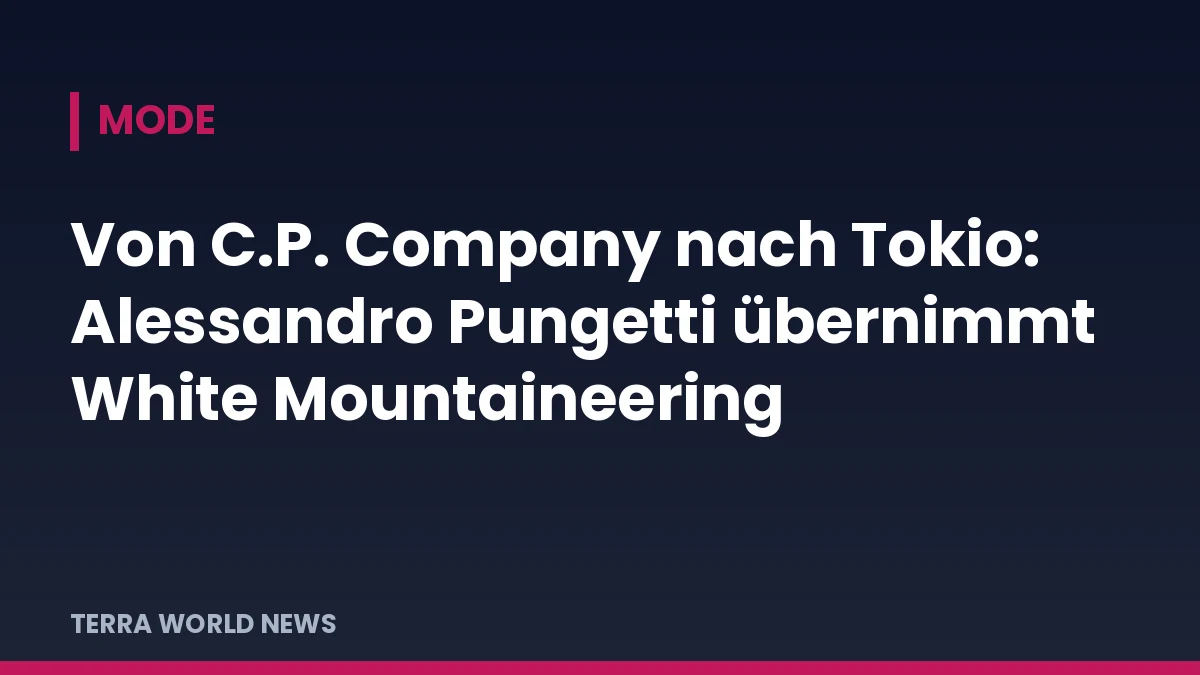 MODE
Von C.P. Company nach Tokio:
Alessandro Pungetti übernimmt
White Mountaineering
TERRA WORLD NEWS